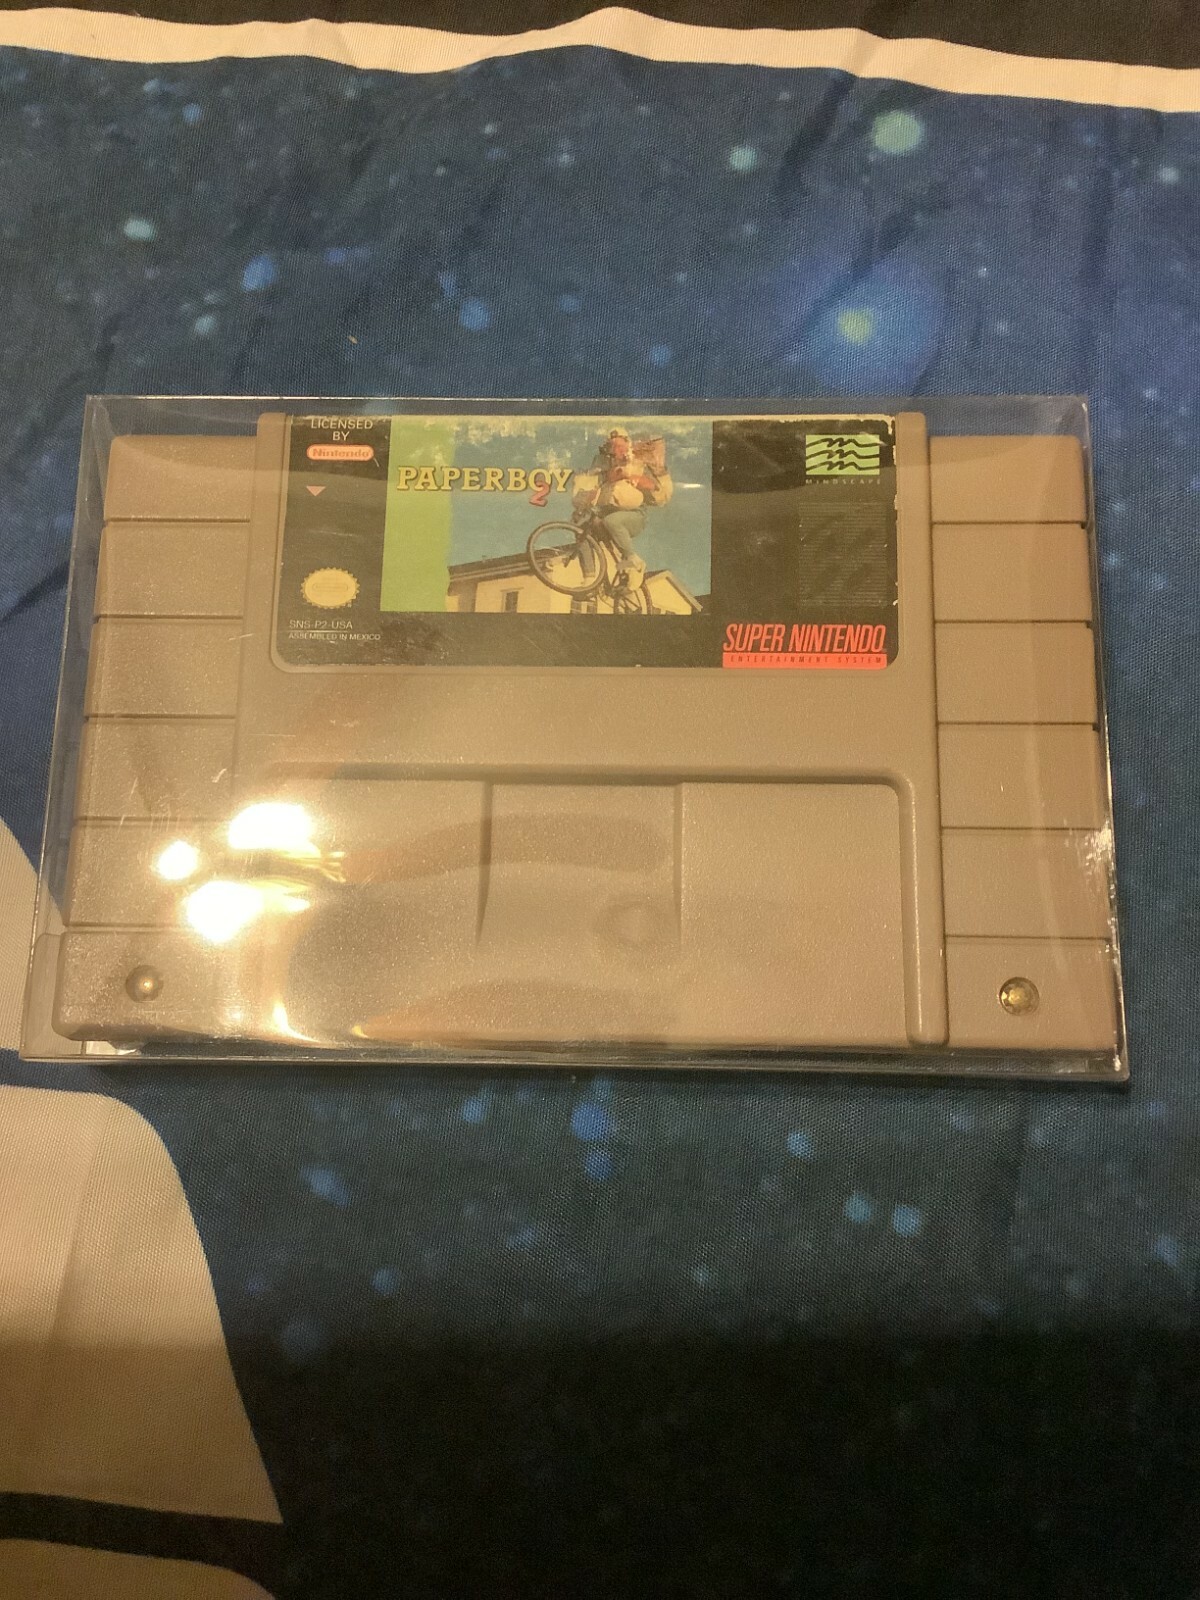 LICENSED
BY
Nintendo
PAPERBOY
2
MINDSCAPE
SNS-P2-USA
ASSEMBLED IN MEXICO
SUPER NINTENDO
ENTERTAINMENT SYSTEM